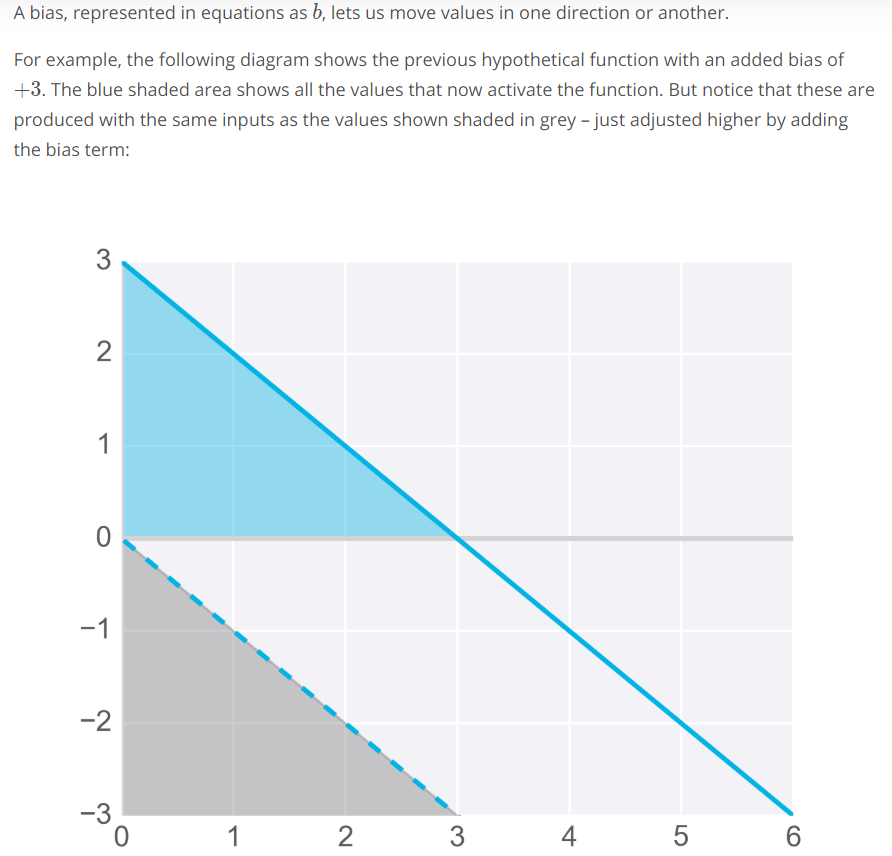 A bias, represented in equations as b, lets us move values in one direction or another.
For example, the following diagram shows the previous hypothetical function with an added bias of
+3. The blue shaded area shows all the values that now activate the function. But notice that these are
produced with the same inputs as the values shown shaded in grey – just adjusted higher by adding
the bias term:
3
2
1
0
−1
−2
−3
0 1 2 3 4 5 6